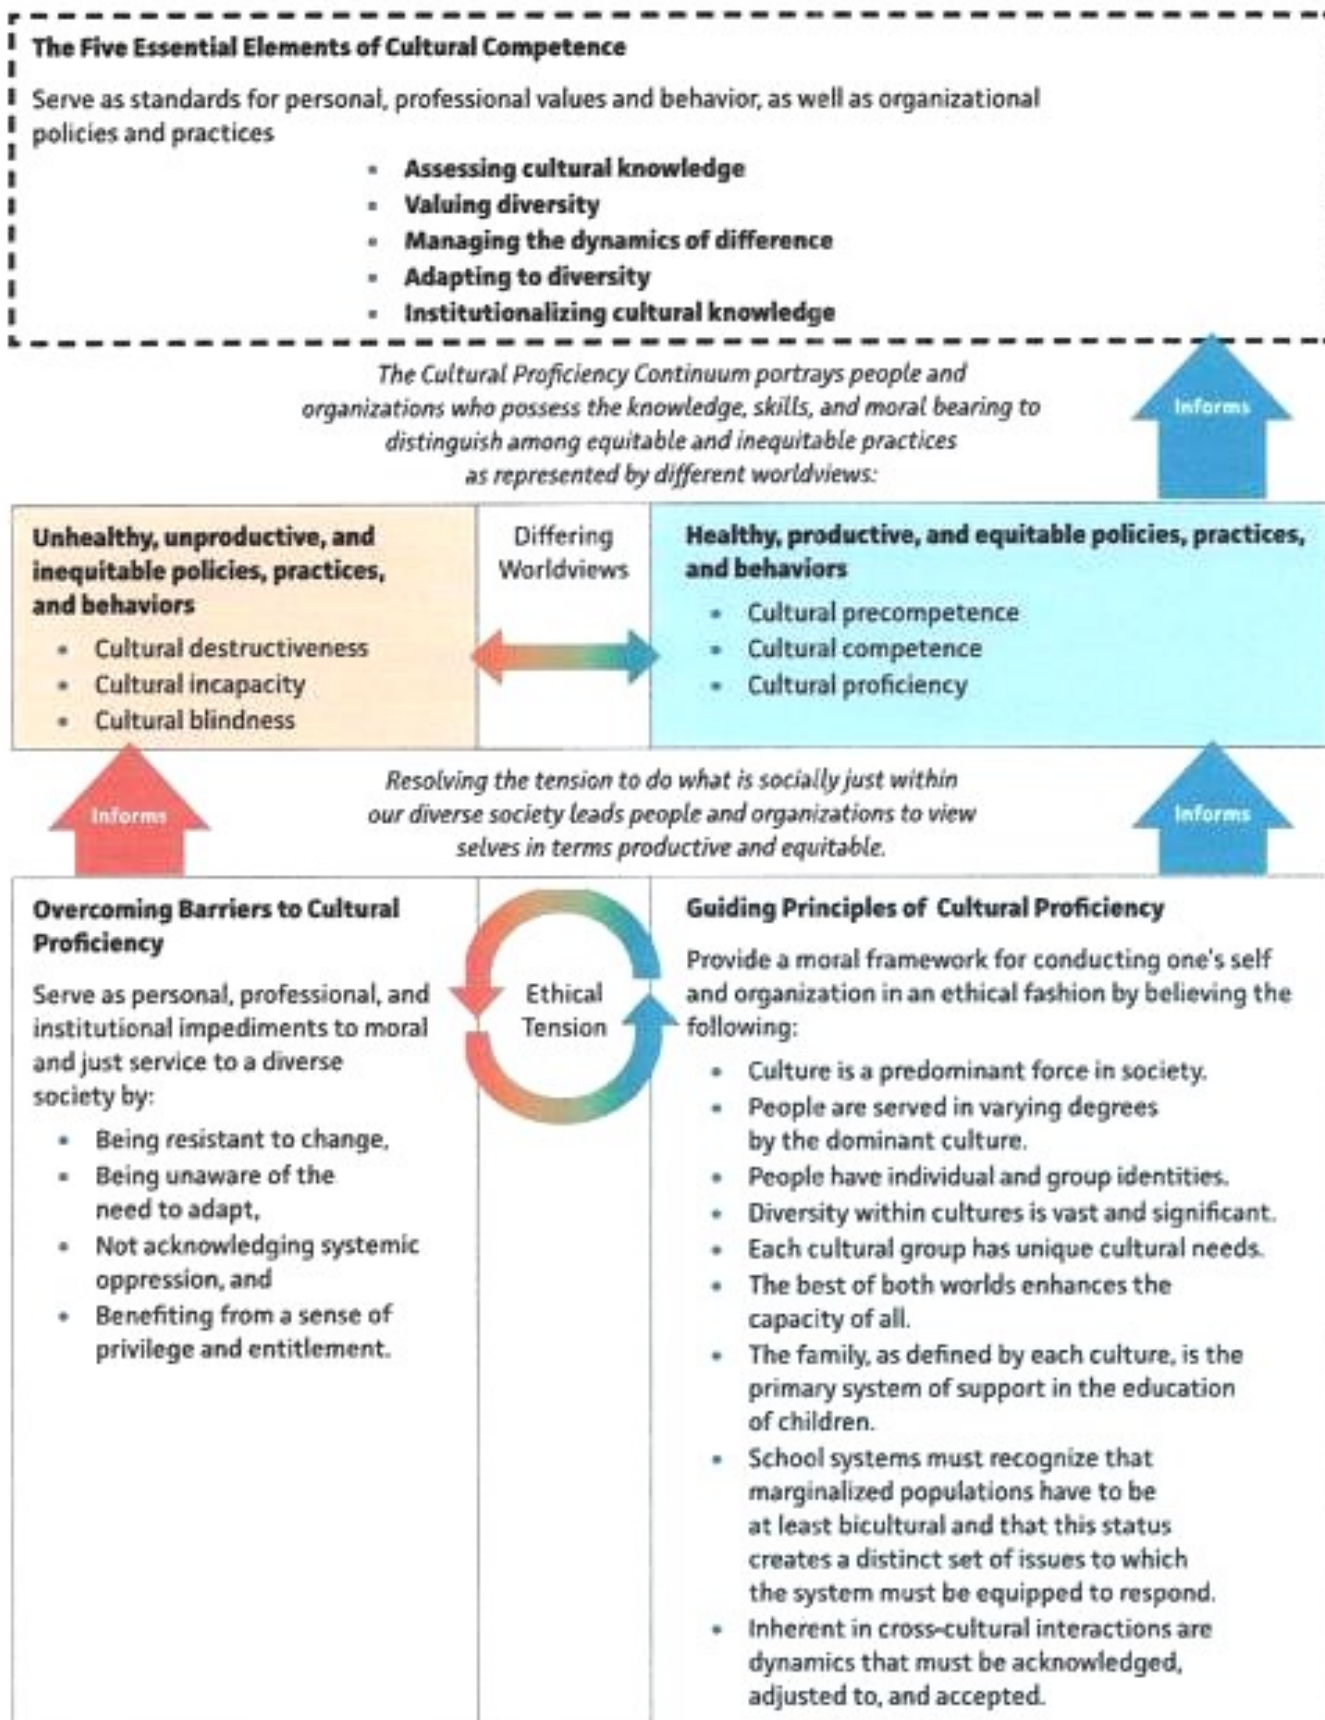 The Five Essential Elements of Cultural Competence
Serve as standards for personal, professional values and behavior, as well as organizational
policies and practices
▪ Assessing cultural knowledge
▪ Valuing diversity
▪ Managing the dynamics of difference
▪ Adapting to diversity
▪ Institutionalizing cultural knowledge
The Cultural Proficiency Continuum portrays people and
organizations who possess the knowledge, skills, and moral bearing to
distinguish among equitable and inequitable practices
as represented by different worldviews:
Informs
Unhealthy, unproductive, and
inequitable policies, practices,
and behaviors
• Cultural destructiveness
• Cultural incapacity
• Cultural blindness
Differing
Worldviews
Healthy, productive, and equitable policies, practices,
and behaviors
• Cultural precompetence
• Cultural competence
• Cultural proficiency
Informs
Resolving the tension to do what is socially just within
our diverse society leads people and organizations to view
selves in terms productive and equitable.
Informs
Overcoming Barriers to Cultural
Proficiency
Serve as personal, professional, and
institutional impediments to moral
and just service to a diverse
society by:
• Being resistant to change,
• Being unaware of the
need to adapt,
• Not acknowledging systemic
oppression, and
• Benefiting from a sense of
privilege and entitlement.
Ethical
Tension
Guiding Principles of Cultural Proficiency
Provide a moral framework for conducting one's self
and organization in an ethical fashion by believing the
following:
• Culture is a predominant force in society.
• People are served in varying degrees
by the dominant culture.
• People have individual and group identities.
• Diversity within cultures is vast and significant.
• Each cultural group has unique cultural needs.
• The best of both worlds enhances the
capacity of all.
• The family, as defined by each culture, is the
primary system of support in the education
of children.
• School systems must recognize that
marginalized populations have to be
at least bicultural and that this status
creates a distinct set of issues to which
the system must be equipped to respond.
• Inherent in cross-cultural interactions are
dynamics that must be acknowledged,
adjusted to, and accepted.